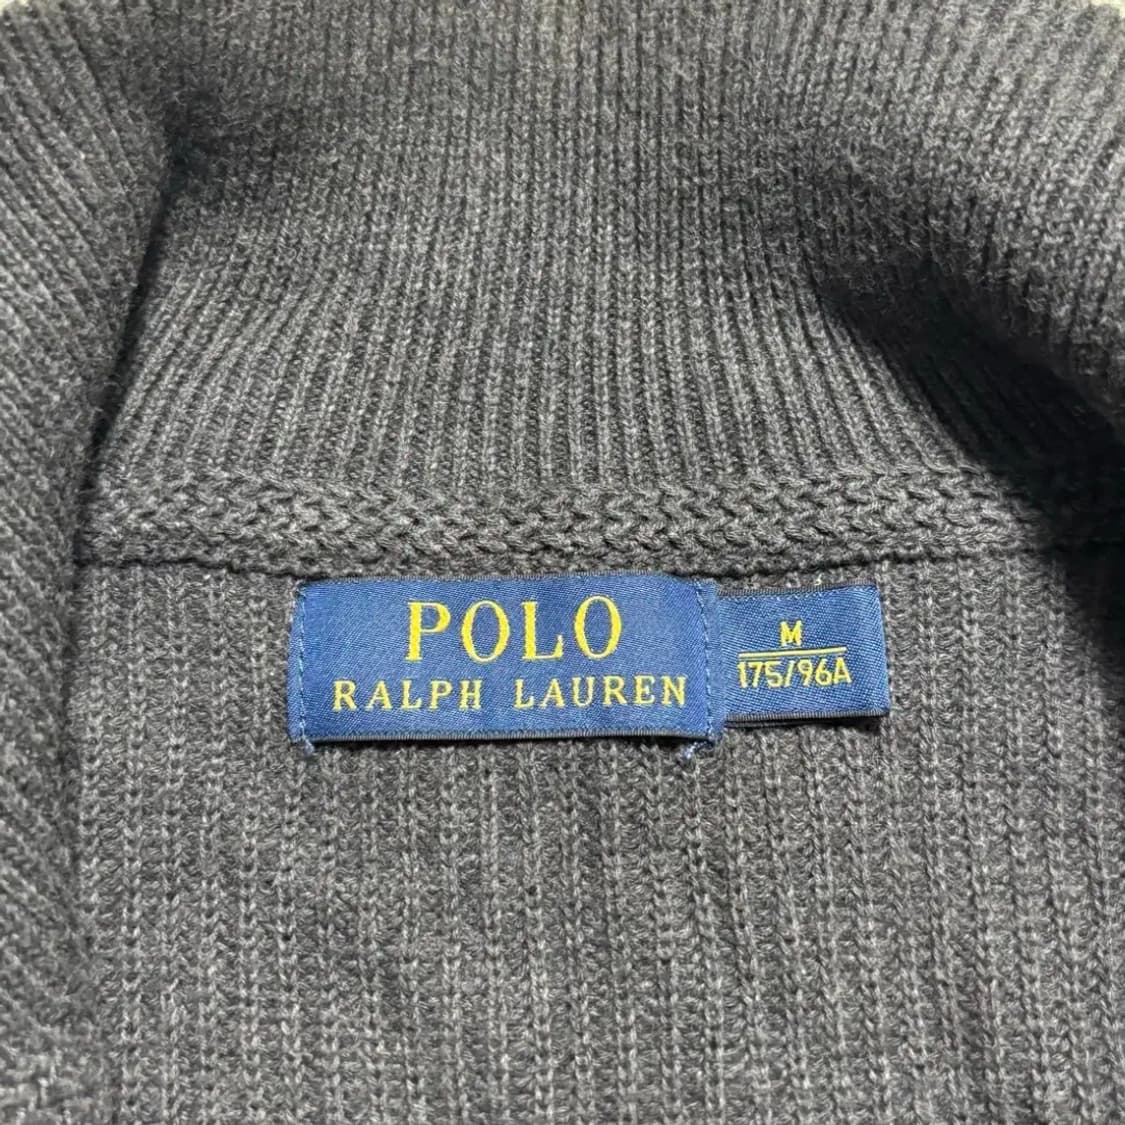 POLO
RALPH LAUREN
M
175/96A